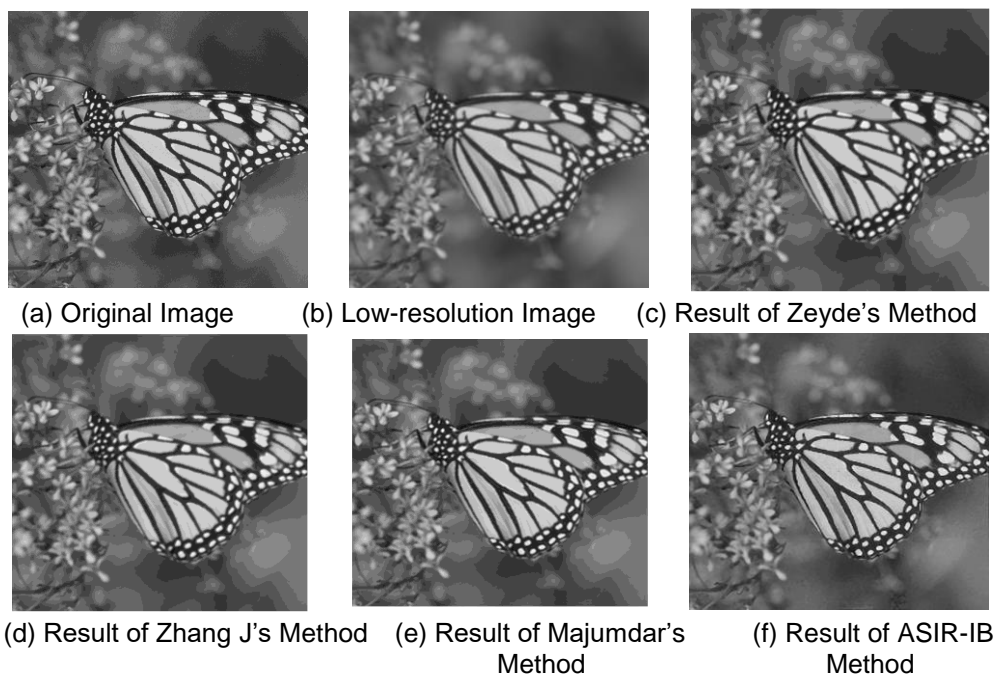 (a) Original Image
(b) Low-resolution Image
(c) Result of Zeyde’s Method
(d) Result of Zhang J’s Method
(e) Result of Majumdar’s
Method
(f) Result of ASIR-IB
Method